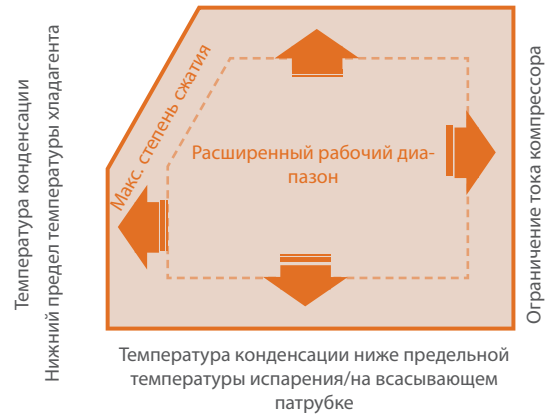 Температура конденсации
Нижний предел температуры хладагента
Макс. степень сжатия
Расширенный рабочий диа-
пазон
Ограничение тока компрессора
Температура конденсации ниже предельной
температуры испарения/на всасывающем
патрубке